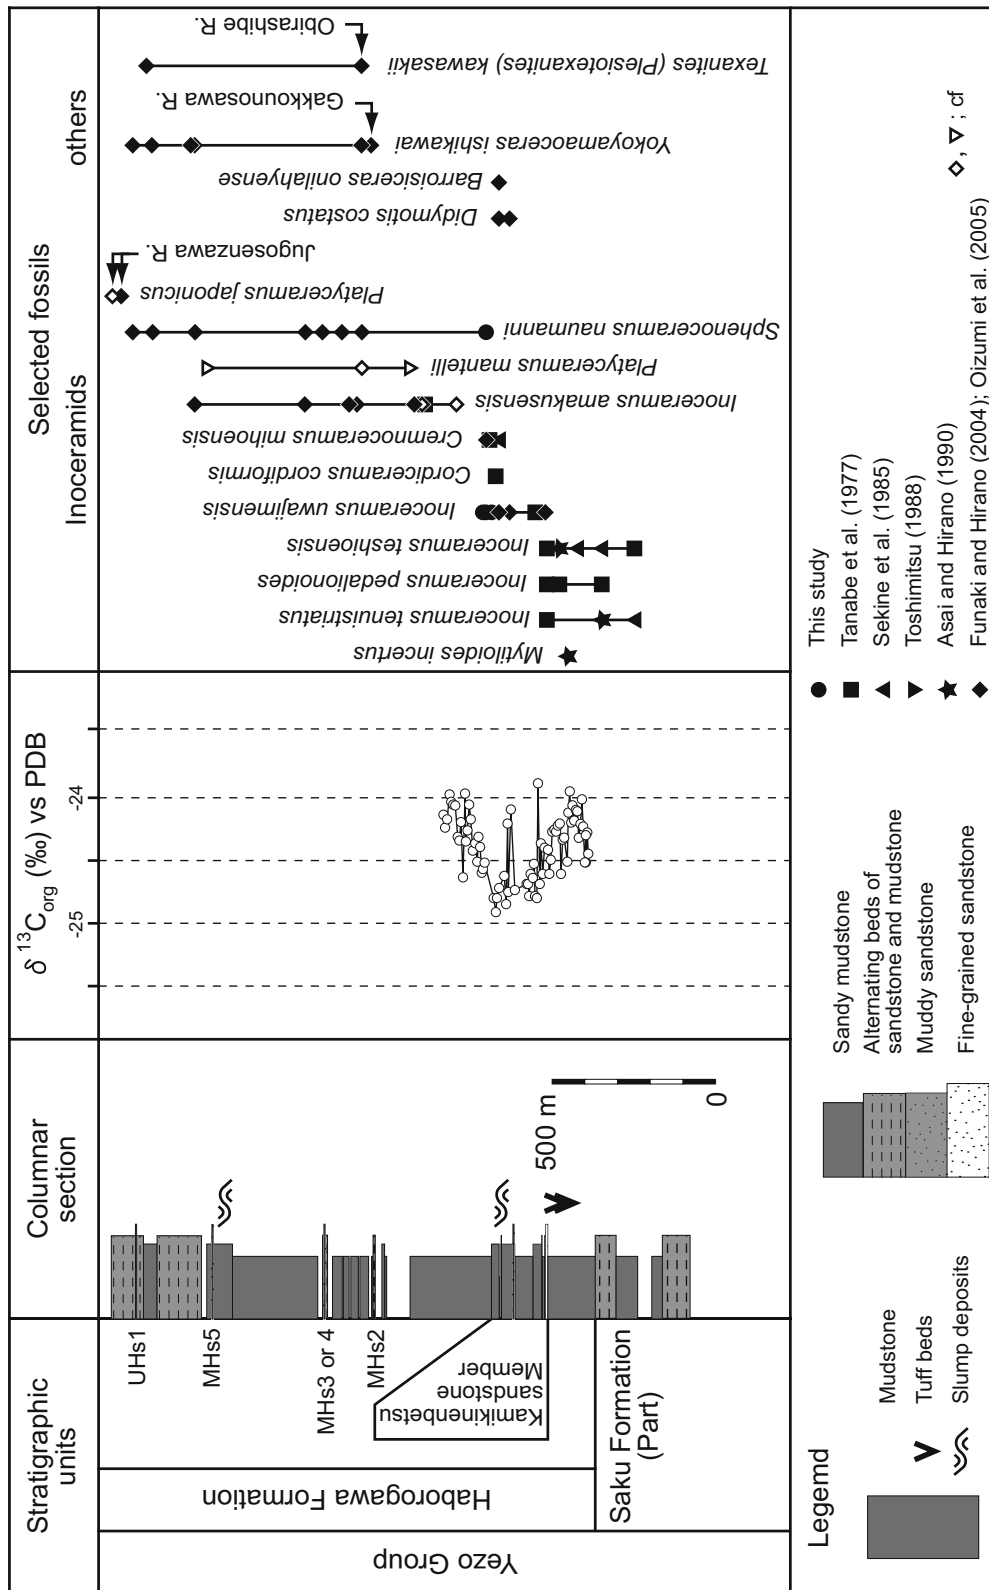 Stratigraphic
units
Columnar
section
δ 13Corg (‰) vs PDB
Selected fossils
Inoceramids
others
-25
-24
Yezo Group
Haborogawa Formation
Saku Formation
(Part)
Kamikinenbetsu
sandstone
Member
UHs1
MHs5
MHs3 or 4
MHs2
500 m
0
Mytiloides incertus
Inoceramus tenuistriatus
Inoceramus pedalionoides
Inoceramus teshioensis
Inoceramus uwajimensis
Cordiceramus cordiformis
Cremnoceramus mihoensis
Inoceramus amakusensis
Platyceramus mantelli
Sphenoceramus naumanni
Platyceramus japonicus
Jugosenzawa R.
Didymotis costatus
Barroisiceras onilahyense
Yokoyamaoceras ishikawai
Gakkounosawa R.
Texanites (Plesiotexanites) kawasakii
Obirashibe R.
Legemd
Mudstone
Tuff beds
Slump deposits
Sandy mudstone
Alternating beds of
sandstone and mudstone
Muddy sandstone
Fine-grained sandstone
This study
Tanabe et al. (1977)
Sekine et al. (1985)
Toshimitsu (1988)
Asai and Hirano (1990)
Funaki and Hirano (2004); Oizumi et al. (2005)
, ; cf